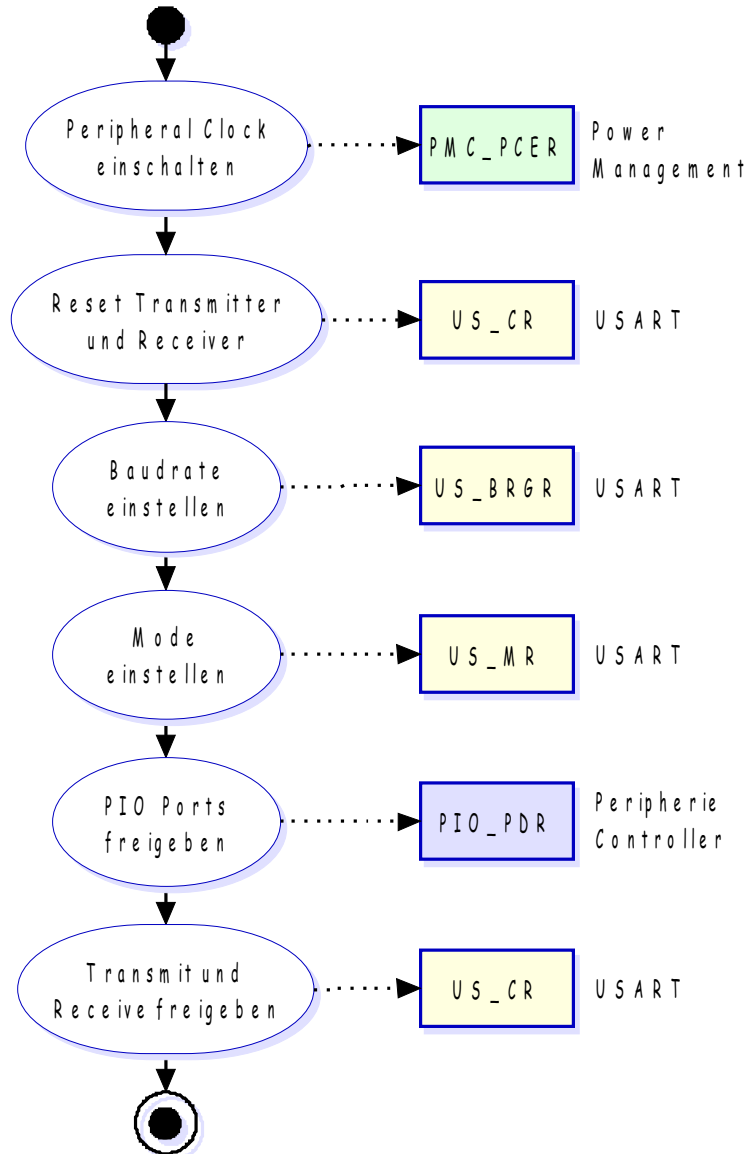 Peripheral Clock
einschalten
PMC_PCER
Power
Management
Reset Transmitter
und Receiver
US_CR
USART
Baudrate
einstellen
US_BRGR
USART
Mode
einstellen
US_MR
USART
PIO Ports
freigeben
PIO_PDR
Peripherie
Controller
Transmit und
Receive freigeben
US_CR
USART